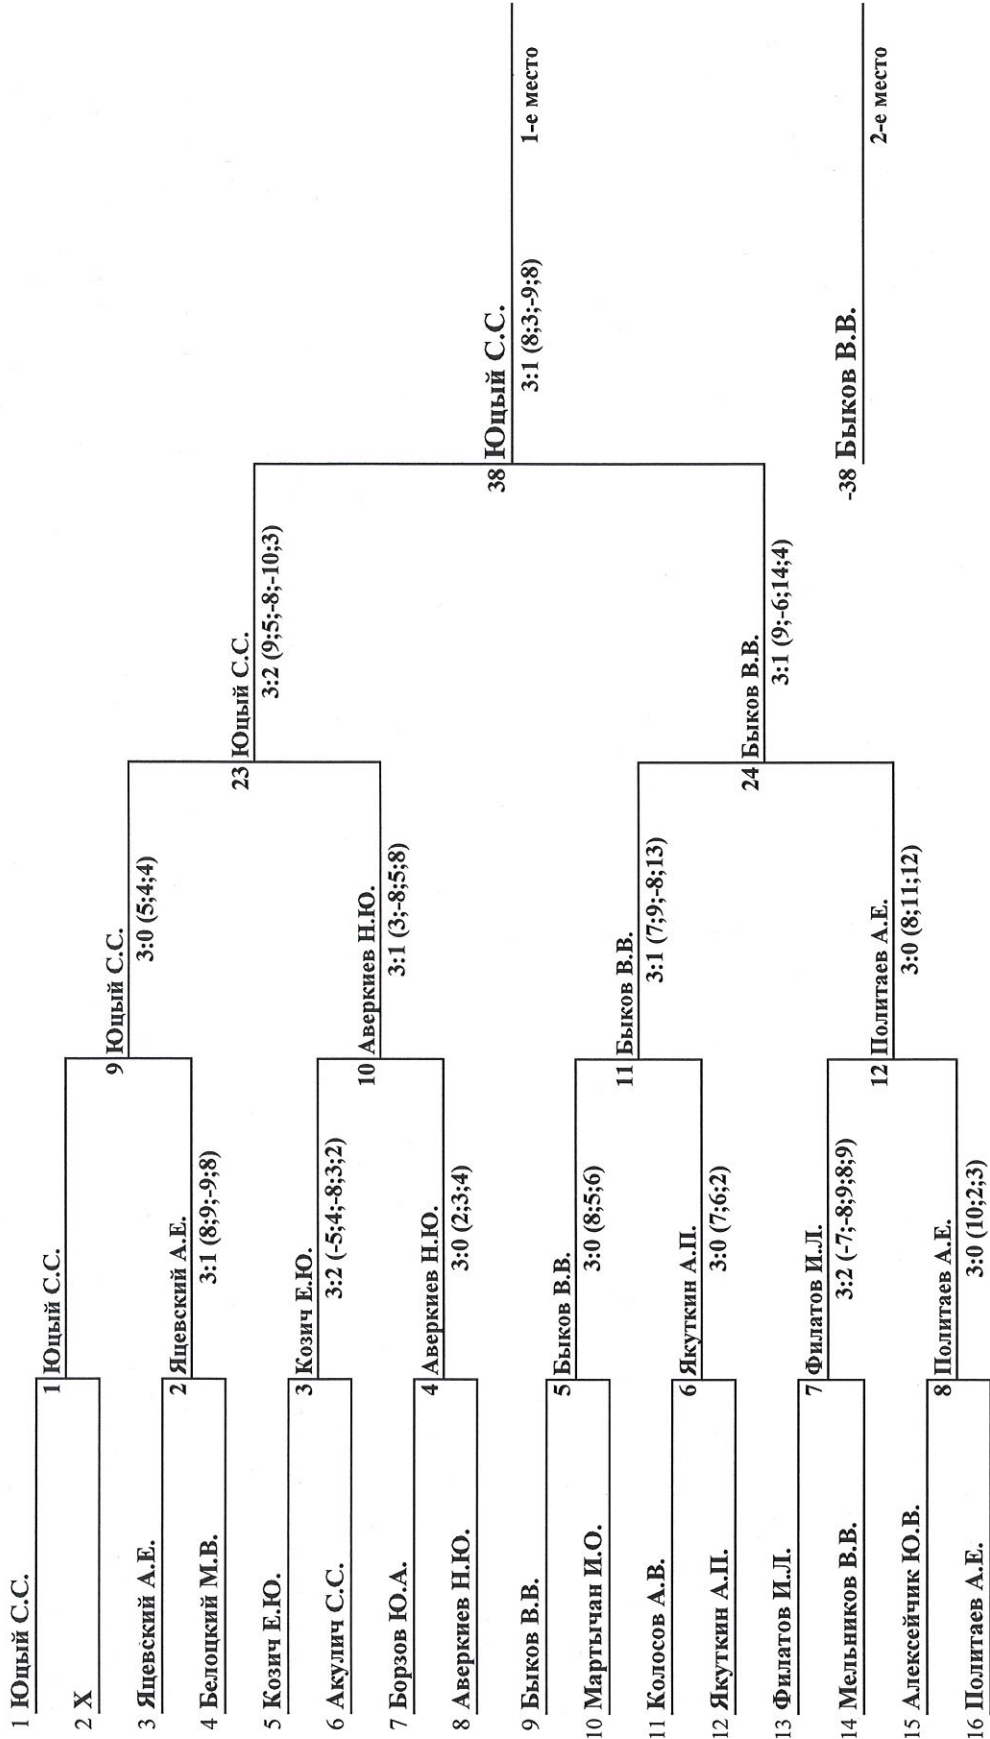 1 Юцый С.С.
2 Х
3 Яцевский А.Е.
4 Белоцкий М.В.
5 Козич Е.Ю.
6 Акулич С.С.
7 Борзов Ю.А.
8 Аверкиев Н.Ю.
9 Быков В.В.
10 Мартычан И.О.
11 Колосов А.В.
12 Якуткин А.П.
13 Филатов И.Л.
14 Мельников В.В.
15 Алексейчик Ю.В.
16 Политаев А.Е.
1 Юцый С.С.
2 Яцевский А.Е.
3:1 (8;9;-9;8)
3 Козич Е.Ю.
3:2 (-5;4;-8;3;2)
4 Аверкиев Н.Ю.
3:0 (2;3;4)
5 Быков В.В.
3:0 (8;5;6)
6 Якуткин А.П.
3:0 (7;6;2)
7 Филатов И.Л.
3:2 (-7;-8;9;8;9)
8 Политаев А.Е.
3:0 (10;2;3)
9 Юцый С.С.
3:0 (5;4;4)
10 Аверкиев Н.Ю.
3:1 (3;-8;5;8)
11 Быков В.В.
3:1 (7;9;-8;13)
12 Политаев А.Е.
3:0 (8;11;12)
23 Юцый С.С.
3:2 (9;5;-8;-10;3)
24 Быков В.В.
3:1 (9;-6;14;4)
38 Юцый С.С.
3:1 (8;3;-9;8)
1-е место
-38 Быков В.В.
2-е место